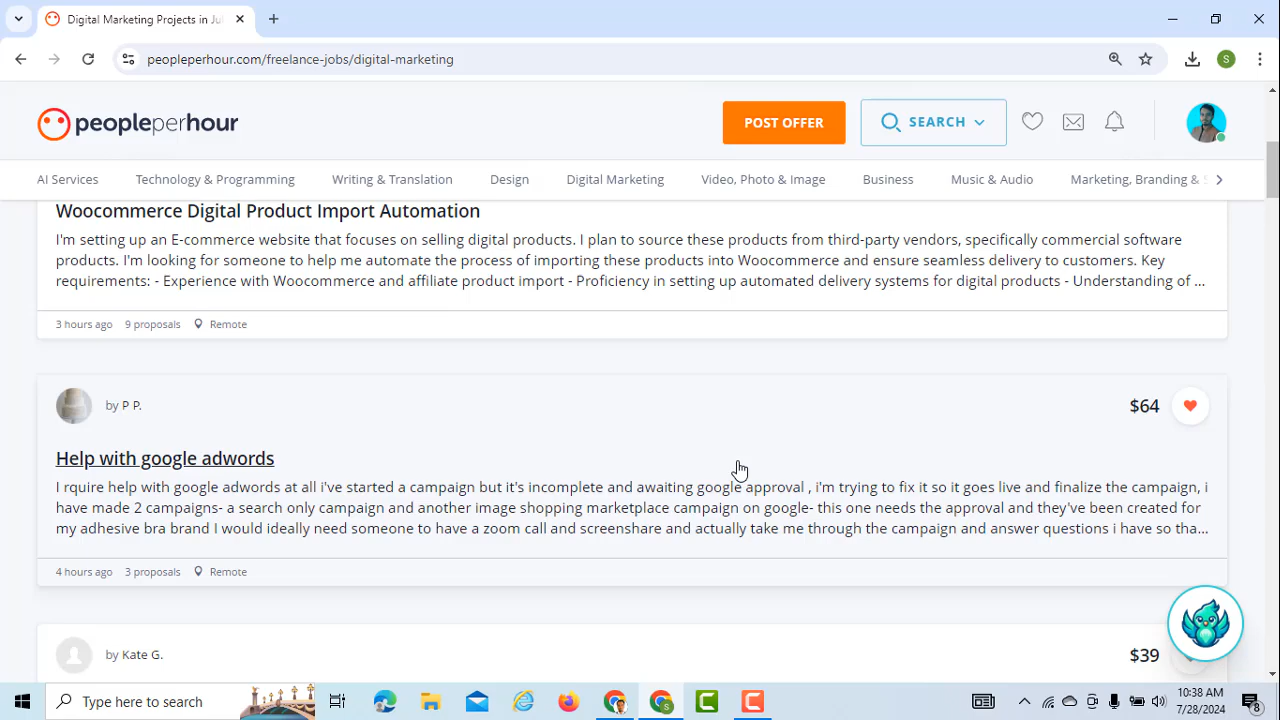 Digital Marketing Projects in Ju
peopleperhour.com/freelance-jobs/digital-marketing
S
peopleperhour
POST OFFER
SEARCH
AI Services
Technology & Programming
Writing & Translation
Design
Digital Marketing
Video, Photo & Image
Business
Music & Audio
Marketing, Branding &
Woocommerce Digital Product Import Automation
I'm setting up an E-commerce website that focuses on selling digital products. I plan to source these products from third-party vendors, specifically commercial software
products. I'm looking for someone to help me automate the process of importing these products into Woocommerce and ensure seamless delivery to customers. Key
requirements: - Experience with Woocommerce and affiliate product import - Proficiency in setting up automated delivery systems for digital products - Understanding of ...
3 hours ago 9 proposals Remote
by P P.
$64
Help with google adwords
I rquire help with google adwords at all i've started a campaign but it's incomplete and awaiting google approval , i'm trying to fix it so it goes live and finalize the campaign, i
have made 2 campaigns- a search only campaign and another image shopping marketplace campaign on google- this one needs the approval and they've been created for
my adhesive bra brand I would ideally need someone to have a zoom call and screenshare and actually take me through the campaign and answer questions i have so tha...
4 hours ago 3 proposals Remote
by Kate G.
$39
Type here to search
10:38 AM
7/28/2024
8